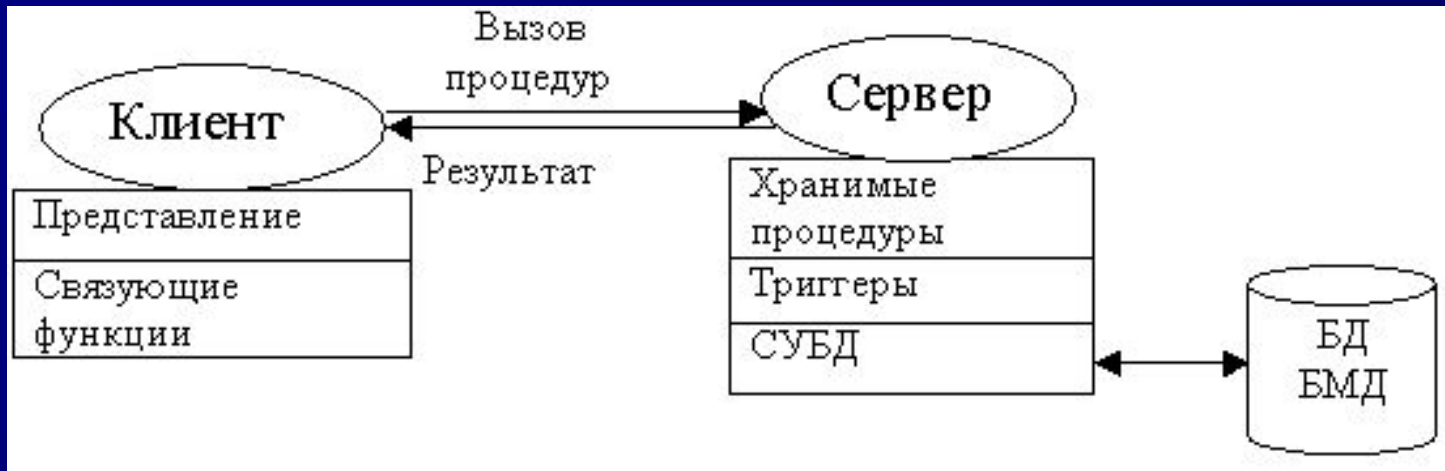 Вызов
процедур
Клиент
Сервер
Результат
Представление
Связующие
функции
Хранимые
процедуры
Триггеры
СУБД
БД
БМД